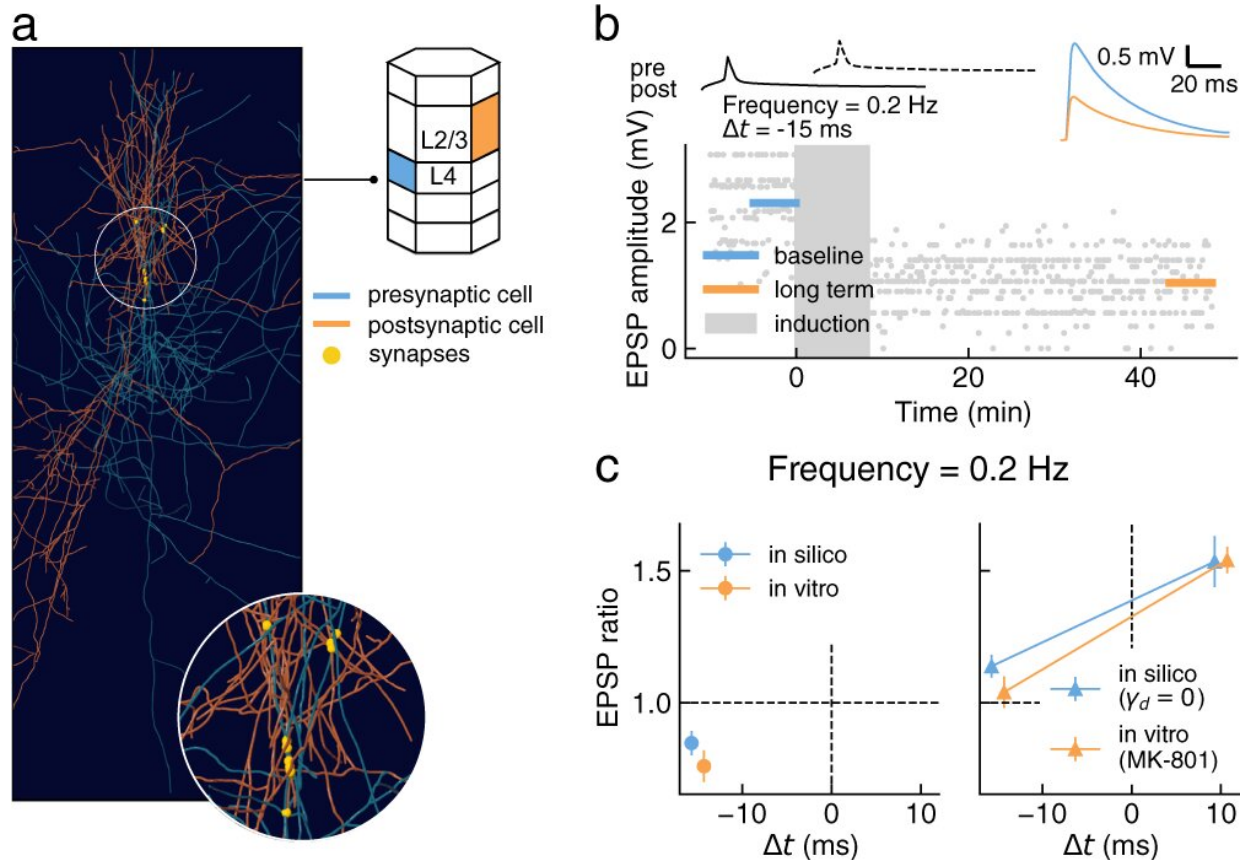 a
L2/3
L4
presynaptic cell
postsynaptic cell
synapses
b
pre
post
Frequency = 0.2 Hz
Δt = -15 ms
0.5 mV
20 ms
EPSP amplitude (mV)
2
0
baseline
long term
induction
0 20 40
Time (min)
c
Frequency = 0.2 Hz
EPSP ratio
1.5
1.0
in silico
in vitro
−10 0 10
Δt (ms)
in silico
(γd = 0)
in vitro
(MK-801)
−10 0 10
Δt (ms)